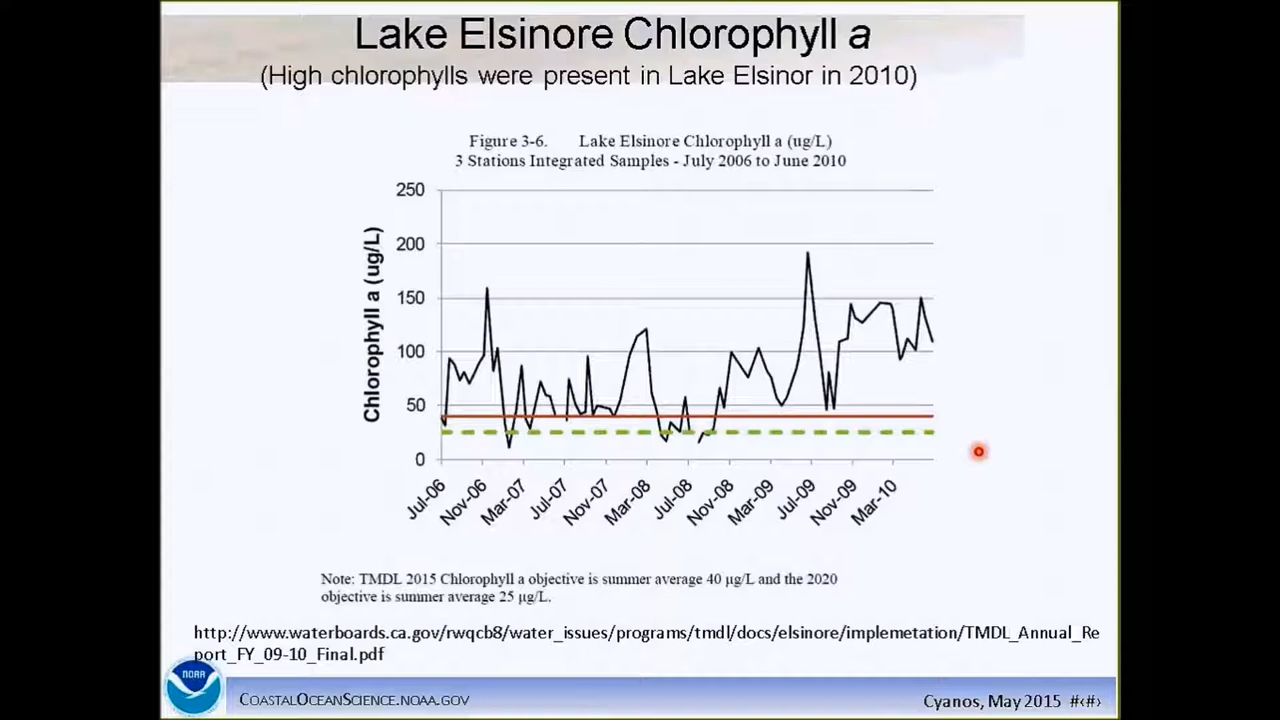 Lake Elsinore Chlorophyll a
(High chlorophylls were present in Lake Elsinor in 2010)
Figure 3-6. Lake Elsinore Chlorophyll a (ug/L)
3 Stations Integrated Samples - July 2006 to June 2010
Chlorophyll a (ug/L)
250
200
150
100
50
0
Jul-06
Nov-06
Mar-07
Jul-07
Nov-07
Mar-08
Jul-08
Nov-08
Mar-09
Jul-09
Nov-09
Mar-10
Note: TMDL 2015 Chlorophyll a objective is summer average 40 µg/L and the 2020
objective is summer average 25 µg/L.
http://www.waterboards.ca.gov/rwqcb8/water_issues/programs/tmdl/docs/elsinore/implemetation/TMDL_Annual_Re
port_FY_09-10_Final.pdf
NOAA
COASTALOCEANSCIENCE.NOAA.GOV
Cyanos, May 2015 #‹#›